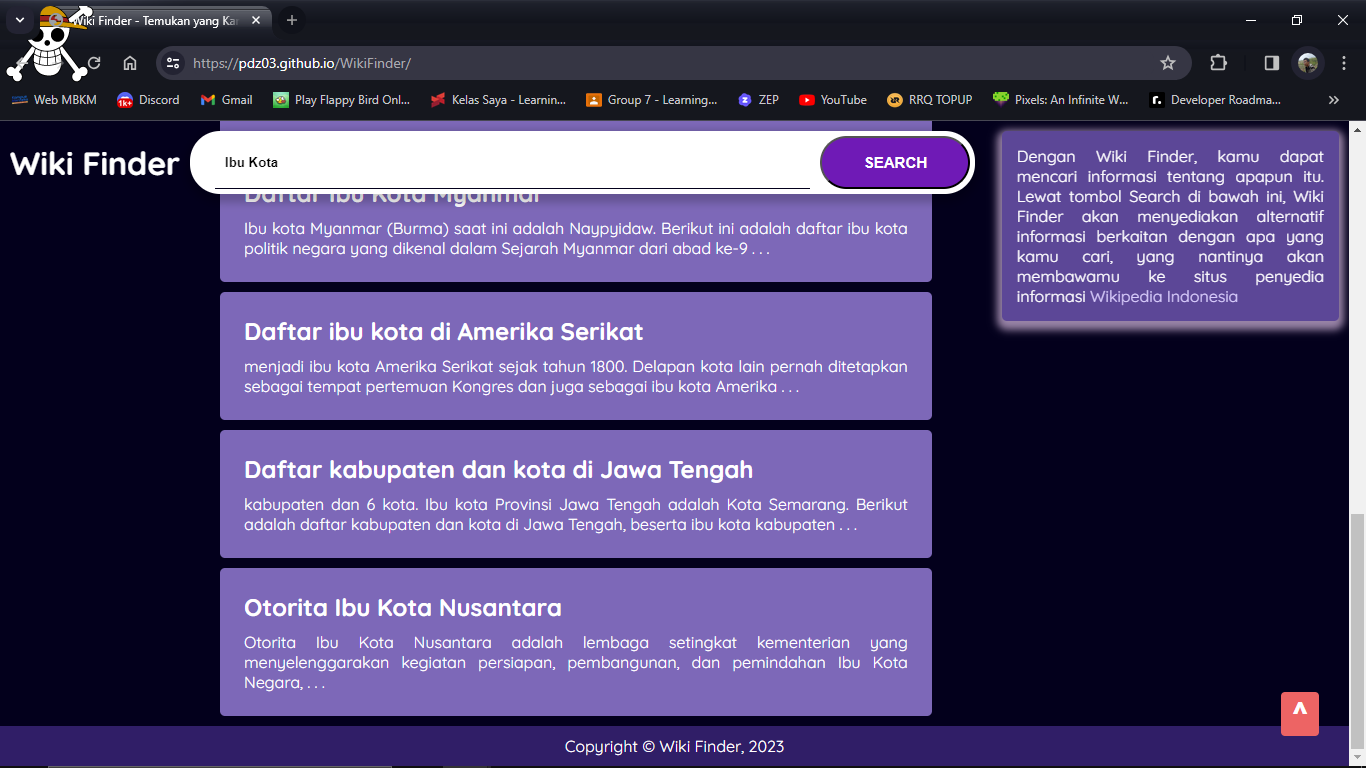 Wiki Finder - Temukan yang Kar
https://pdz03.github.io/WikiFinder/
Web MBKM
Discord
Gmail
Play Flappy Bird Onl...
Kelas Saya - Learnin...
Group 7 - Learning...
ZEP
YouTube
RRQ TOPUP
Pixels: An Infinite W...
Developer Roadma...
Wiki Finder
Ibu Kota
SEARCH
Daftar Ibu Kota Myanmar
Ibu kota Myanmar (Burma) saat ini adalah Naypyidaw. Berikut ini adalah daftar ibu kota
politik negara yang dikenal dalam Sejarah Myanmar dari abad ke-9 . . .
Daftar ibu kota di Amerika Serikat
menjadi ibu kota Amerika Serikat sejak tahun 1800. Delapan kota lain pernah ditetapkan
sebagai tempat pertemuan Kongres dan juga sebagai ibu kota Amerika . . .
Daftar kabupaten dan kota di Jawa Tengah
kabupaten dan 6 kota. Ibu kota Provinsi Jawa Tengah adalah Kota Semarang. Berikut
adalah daftar kabupaten dan kota di Jawa Tengah, beserta ibu kota kabupaten . . .
Otorita Ibu Kota Nusantara
Otorita Ibu Kota Nusantara adalah lembaga setingkat kementerian yang
menyelenggarakan kegiatan persiapan, pembangunan, dan pemindahan Ibu Kota
Negara, . . .
Dengan Wiki Finder, kamu dapat
mencari informasi tentang apapun itu.
Lewat tombol Search di bawah ini, Wiki
Finder akan menyediakan alternatif
informasi berkaitan dengan apa yang
kamu cari, yang nantinya akan
membawamu ke situs penyedia
informasi Wikipedia Indonesia
^
Copyright © Wiki Finder, 2023